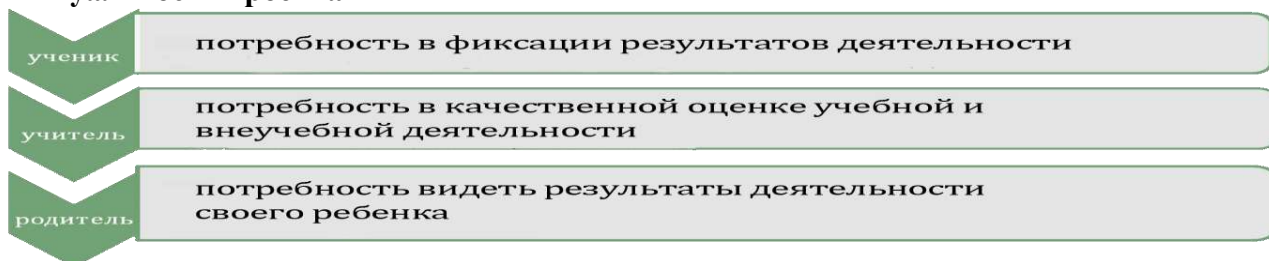 ученик
потребность в фиксации результатов деятельности
учитель
потребность в качественной оценке учебной и
внеучебной деятельности
родитель
потребность видеть результаты деятельности
своего ребенка